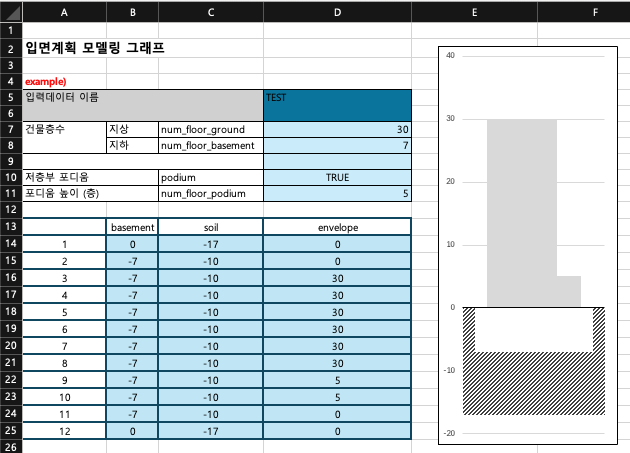 A B C D E F
1
2 입면계획 모델링 그래프
3
4 example)
5 입력데이터 이름 TEST
6
7 건물층수 지상 num_floor_ground 30
8 지하 num_floor_basement 7
9
10 저층부 포디움 podium TRUE
11 포디움 높이 (층) num_floor_podium 5
12
13 basement soil envelope
14 1 0 -17 0
15 2 -7 -10 0
16 3 -7 -10 30
17 4 -7 -10 30
18 5 -7 -10 30
19 6 -7 -10 30
20 7 -7 -10 30
21 8 -7 -10 30
22 9 -7 -10 5
23 10 -7 -10 5
24 11 -7 -10 0
25 12 0 -17 0
26
40
30
20
10
0
-10
-20